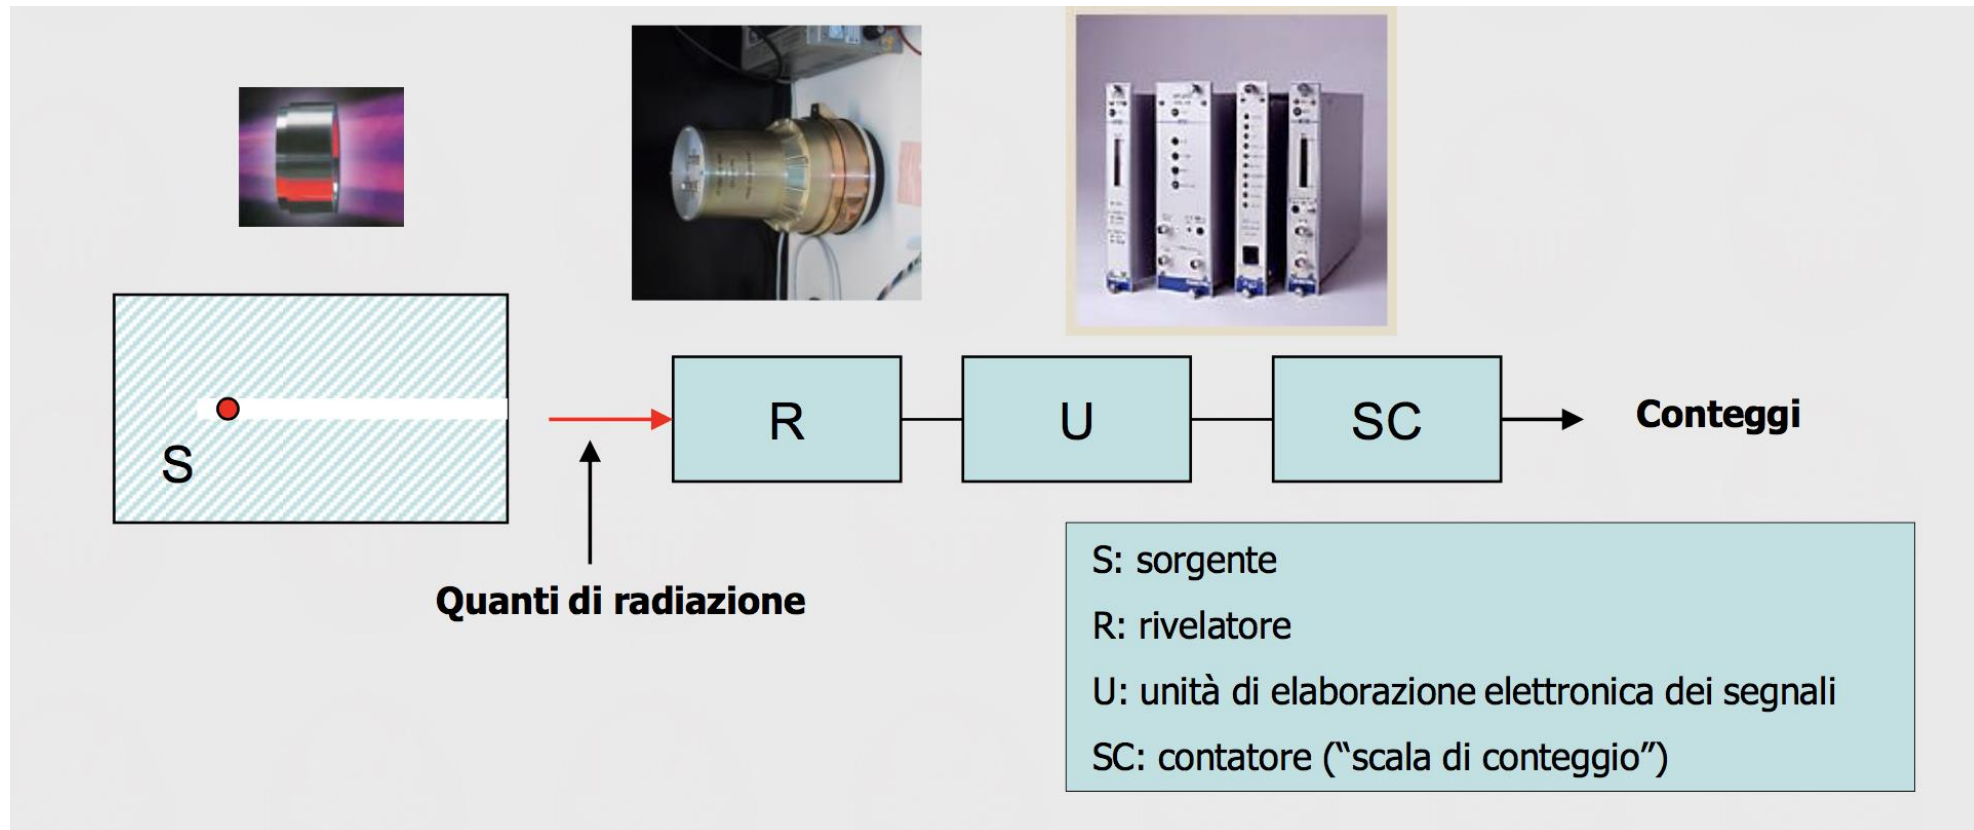 S
R
U
SC
Conteggi
Quanti di radiazione
S: sorgente
R: rivelatore
U: unità di elaborazione elettronica dei segnali
SC: contatore (“scala di conteggio”)